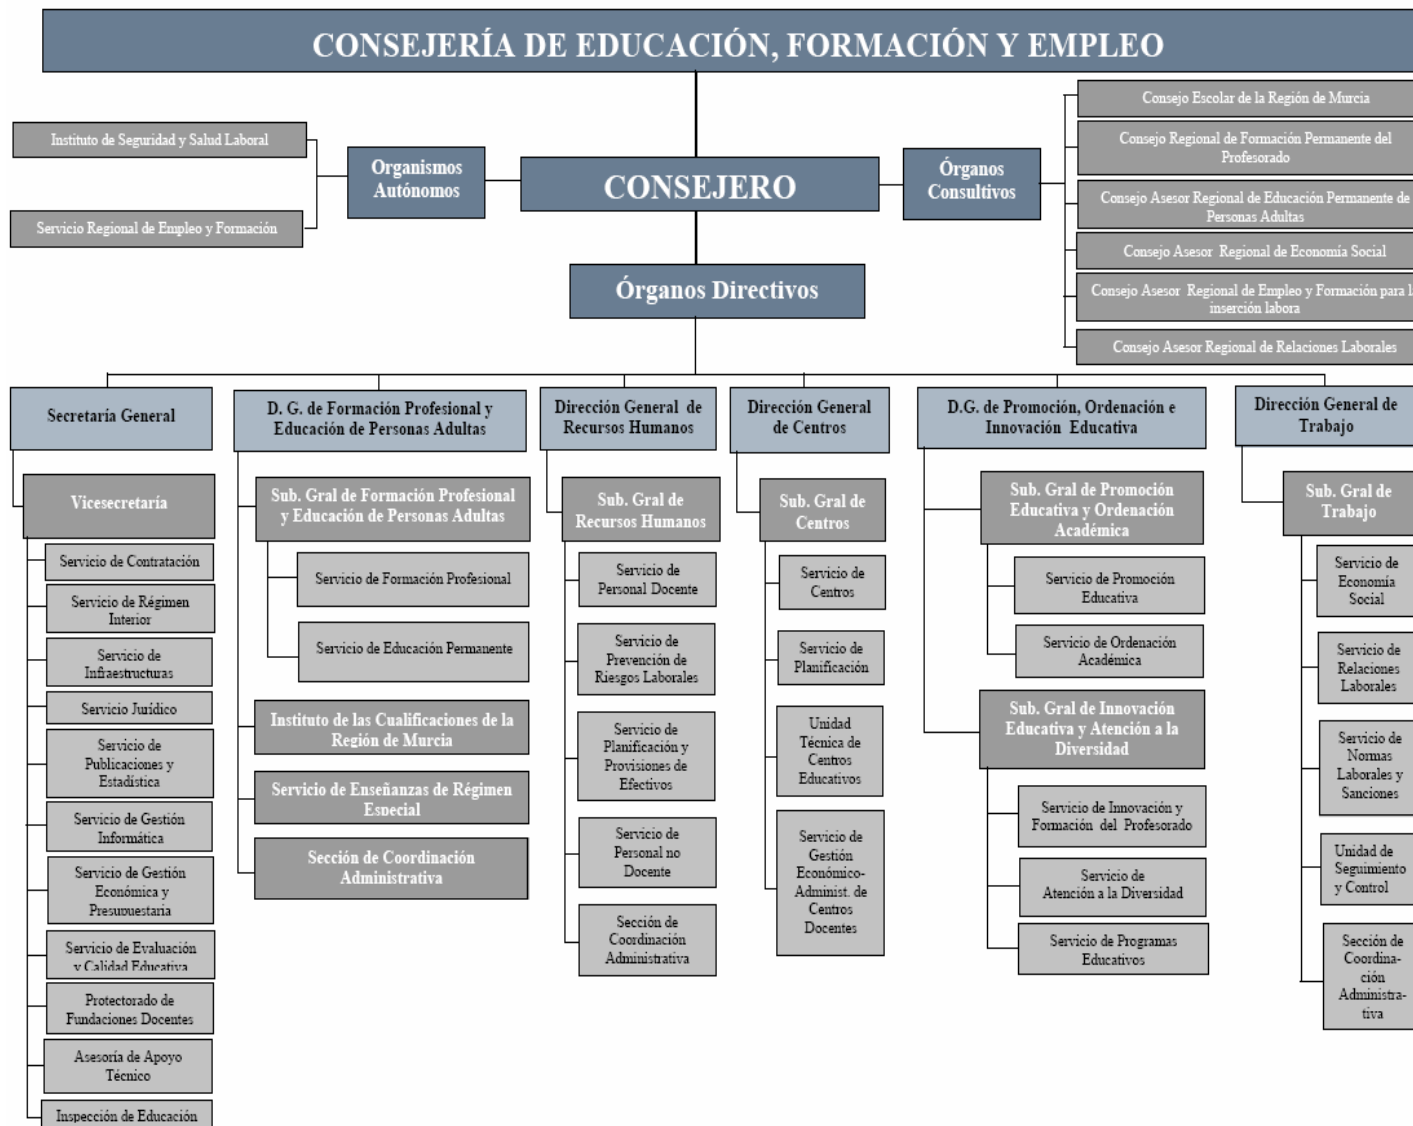 CONSEJERÍA DE EDUCACIÓN, FORMACIÓN Y EMPLEO
Instituto de Seguridad y Salud Laboral
Servicio Regional de Empleo y Formación
Organismos
Autónomos
CONSEJERO
Órganos
Consultivos
Consejo Escolar de la Región de Murcia
Consejo Regional de Formación Permanente del
Profesorado
Consejo Asesor Regional de Educación Permanente de
Personas Adultas
Consejo Asesor Regional de Economía Social
Consejo Asesor Regional de Empleo y Formación para la
inserción labora
Consejo Asesor Regional de Relaciones Laborales
Órganos Directivos
Secretaría General
Vicesecretaría
Servicio de Contratación
Servicio de Régimen
Interior
Servicio de
Infraestructuras
Servicio Jurídico
Servicio de
Publicaciones y
Estadística
Servicio de Gestión
Informática
Servicio de Gestión
Económica y
Presupuestaria
Servicio de Evaluación
y Calidad Educativa
Protectorado de
Fundaciones Docentes
Asesoría de Apoyo
Técnico
Inspección de Educación
D. G. de Formación Profesional y
Educación de Personas Adultas
Sub. Gral de Formación Profesional
y Educación de Personas Adultas
Servicio de Formación Profesional
Servicio de Educación Permanente
Instituto de las Cualificaciones de la
Región de Murcia
Servicio de Enseñanzas de Régimen
Especial
Sección de Coordinación
Administrativa
Dirección General de
Recursos Humanos
Sub. Gral de
Recursos Humanos
Servicio de
Personal Docente
Servicio de
Prevención de
Riesgos Laborales
Servicio de
Planificación y
Provisiones de
Efectivos
Servicio de
Personal no
Docente
Sección de
Coordinación
Administrativa
Dirección General
de Centros
Sub. Gral de
Centros
Servicio de
Centros
Servicio de
Planificación
Unidad
Técnica de
Centros
Educativos
Servicio de
Gestión
Económico-
Administ. de
Centros
Docentes
D.G. de Promoción, Ordenación e
Innovación Educativa
Sub. Gral de Promoción
Educativa y Ordenación
Académica
Servicio de Promoción
Educativa
Servicio de Ordenación
Académica
Sub. Gral de Innovación
Educativa y Atención a la
Diversidad
Servicio de Innovación y
Formación del Profesorado
Servicio de
Atención a la Diversidad
Servicio de Programas
Educativos
Dirección General de
Trabajo
Sub. Gral de
Trabajo
Servicio de
Economía
Social
Servicio de
Relaciones
Laborales
Servicio de
Normas
Laborales y
Sanciones
Unidad de
Seguimiento
y Control
Sección de
Coordina-
ción
Administra-
tiva